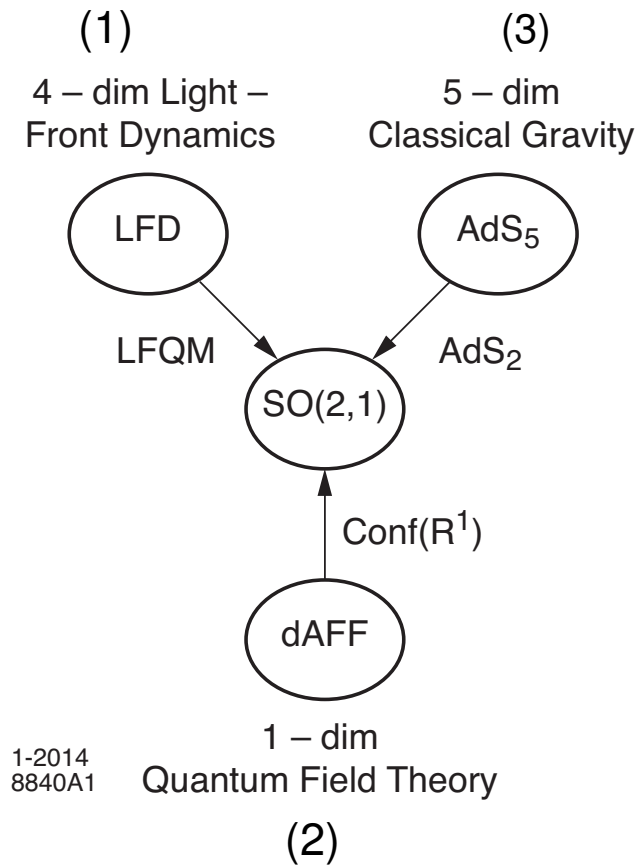 (1)
4 – dim Light –
Front Dynamics
LFD
LFQM
(3)
5 – dim
Classical Gravity
AdS₅
AdS₂
SO(2,1)
Conf(R¹)
dAFF
1 – dim
Quantum Field Theory
(2)
1-2014
8840A1